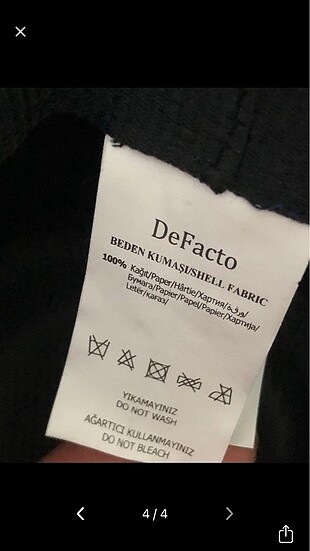 DeFacto
BEDEN KUMAŞI/SHELL FABRIC
100% Kağıt/Paper/Hârtie/Хартия/ورق/
Бумага/Papier/Papel/Papier/Хартија/
Letër/қағаз/
YIKAMAYINIZ
DO NOT WASH
AĞARTICI KULLANMAYINIZ
DO NOT BLEACH
4/4